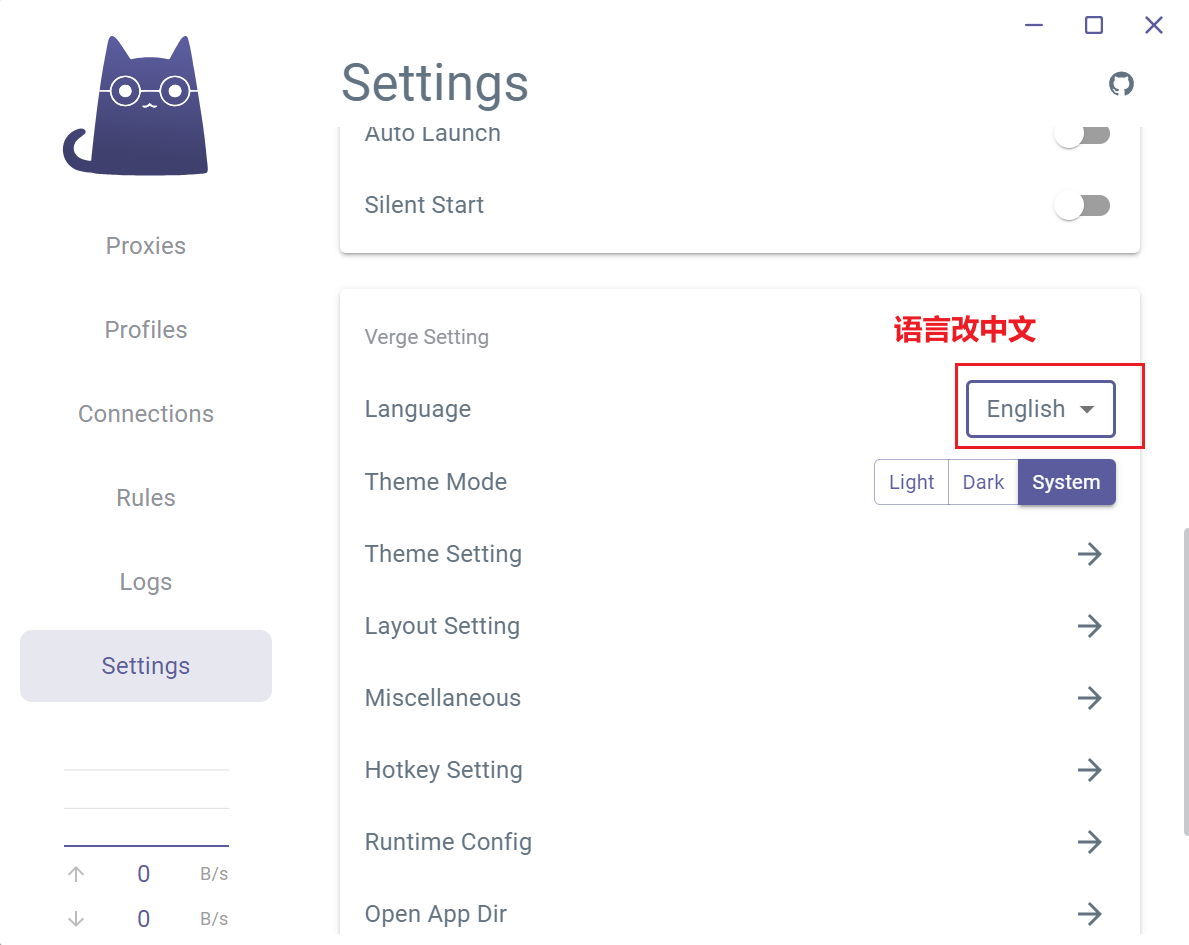 Settings
Auto Launch
Silent Start
Proxies
Profiles
Connections
Rules
Logs
Settings
0 B/s
0 B/s
Verge Setting
语言改中文
Language English
Theme Mode Light Dark System
Theme Setting
Layout Setting
Miscellaneous
Hotkey Setting
Runtime Config
Open App Dir